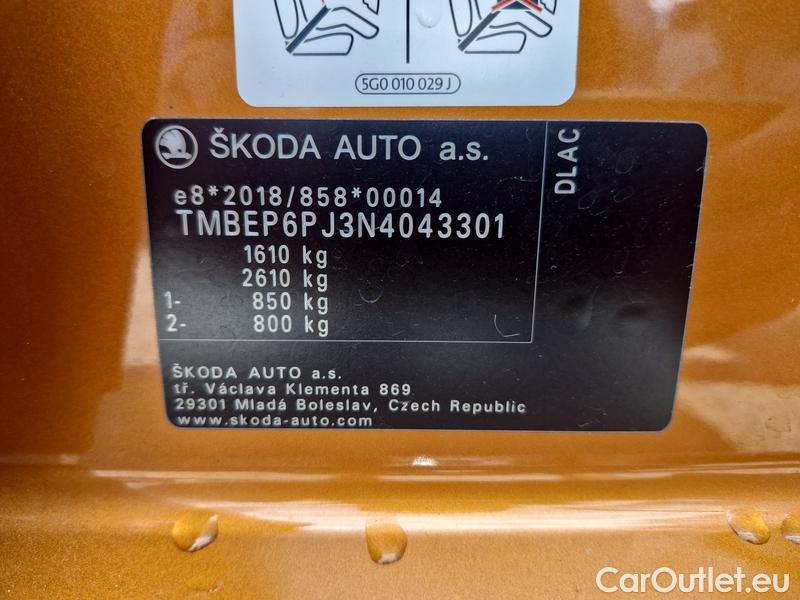 5G0 010 029 J
ŠKODA AUTO a.s.
DLAC
e8*2018/858*00014
TMBEP6PJ3N4043301
1610 kg
2610 kg
1- 850 kg
2- 800 kg
ŠKODA AUTO a.s.
tř. Václava Klementa 869
29301 Mladá Boleslav, Czech Republic
www.skoda-auto.com
CarOutlet.eu